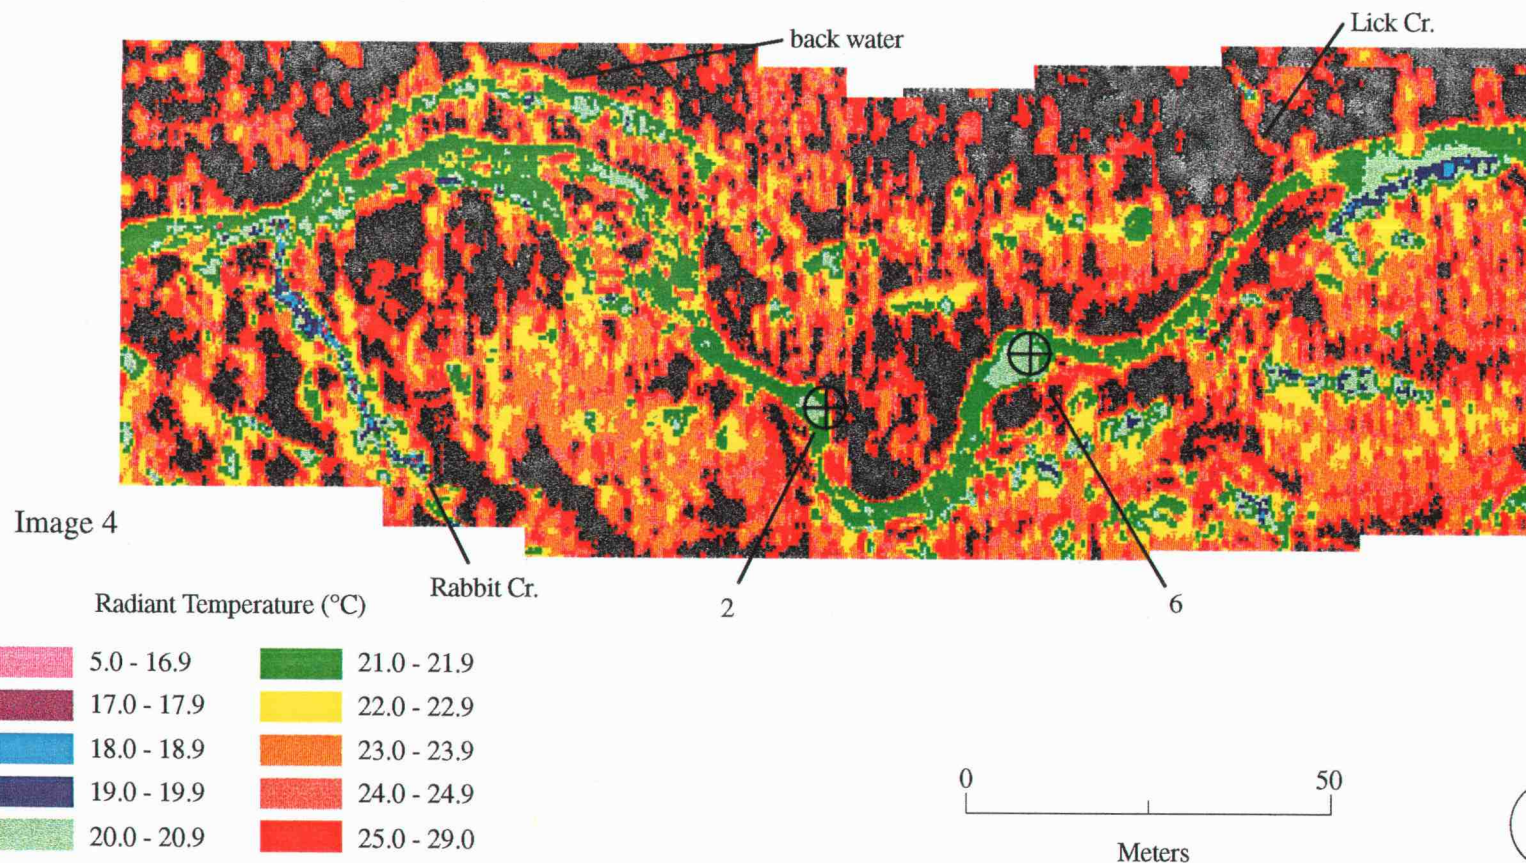 Lick Cr.
back water
Image 4
Rabbit Cr.
2
6
Radiant Temperature (°C)
5.0 - 16.9
17.0 - 17.9
18.0 - 18.9
19.0 - 19.9
20.0 - 20.9
21.0 - 21.9
22.0 - 22.9
23.0 - 23.9
24.0 - 24.9
25.0 - 29.0
0 50
Meters